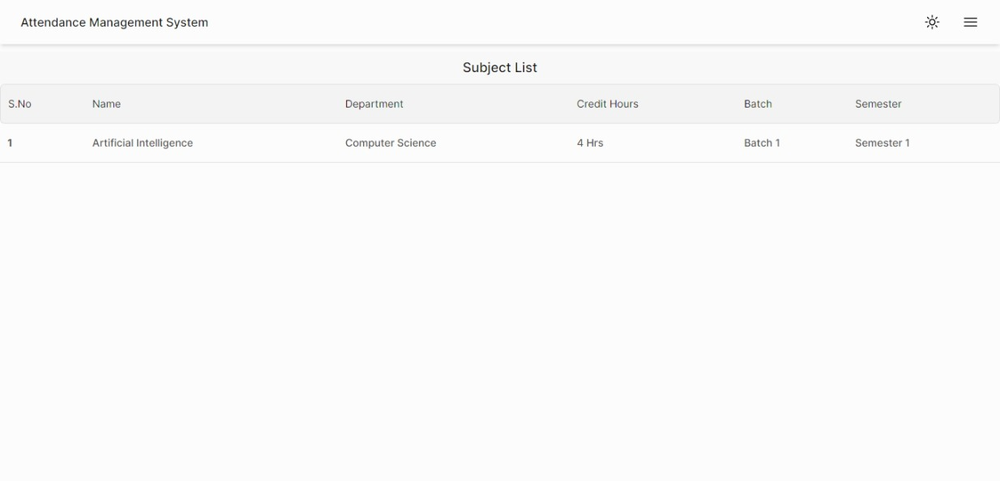 Attendance Management System
Subject List
S.No Name Department Credit Hours Batch Semester
1 Artificial Intelligence Computer Science 4 Hrs Batch 1 Semester 1